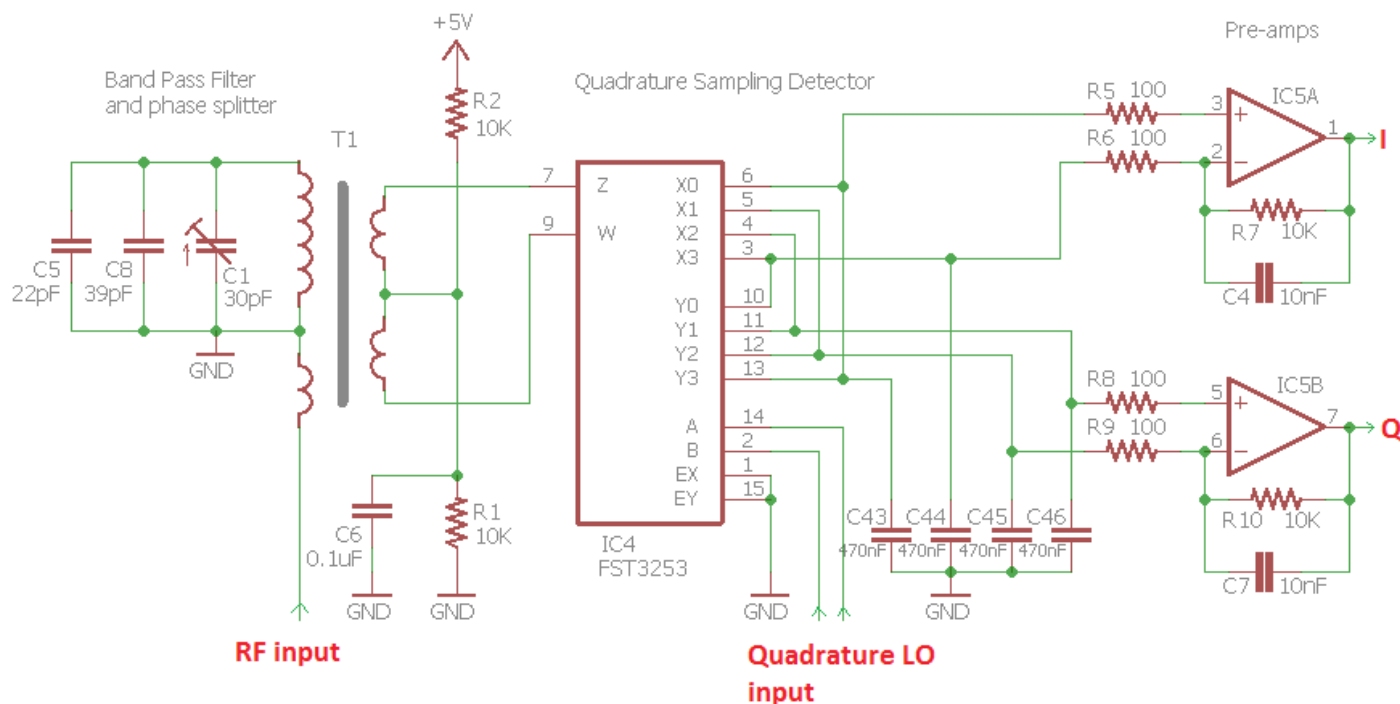 +5V
Pre-amps
Band Pass Filter
and phase splitter
Quadrature Sampling Detector
T1
R2
10K
C5
22pF
C8
39pF
C1
30pF
GND
7
Z
9
W
X0
6
X1
5
X2
4
X3
3
Y0
10
Y1
11
Y2
12
Y3
13
A
14
B
2
EX
1
EY
15
IC4
FST3253
R5 100
R6 100
3
+
2
−
IC5A
1
I
R7
10K
C4
10nF
R8 100
R9 100
5
+
6
−
IC5B
7
Q
R10
10K
C7
10nF
C6
0.1uF
GND
R1
10K
GND
GND
C43
470nF
C44
470nF
C45
470nF
C46
470nF
GND
RF input
Quadrature LO
input